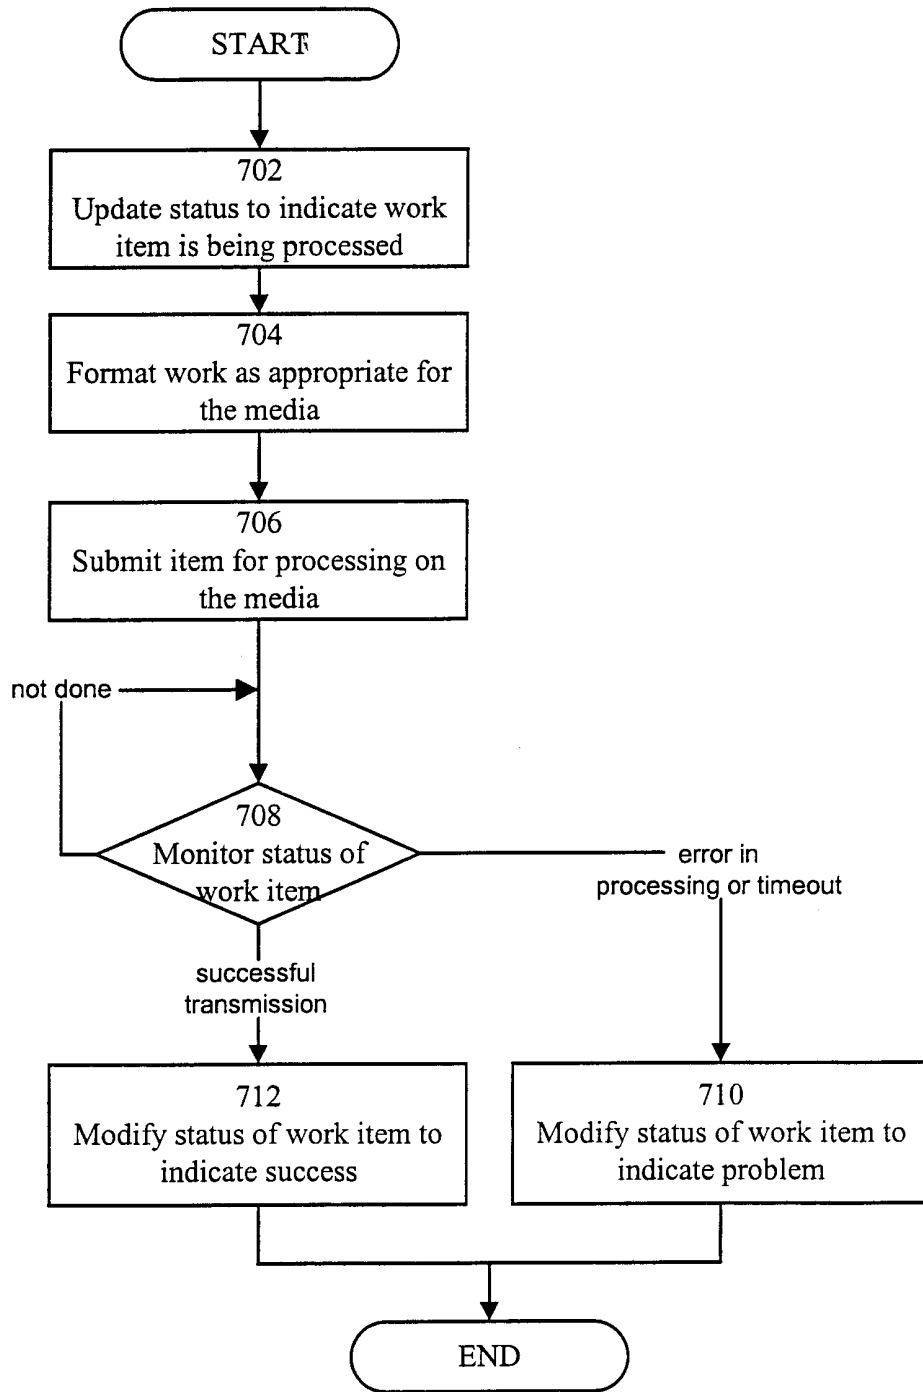 START
702
Update status to indicate work
item is being processed
704
Format work as appropriate for
the media
706
Submit item for processing on
the media
not done
708
Monitor status of
work item
error in
processing or timeout
successful
transmission
712
Modify status of work item to
indicate success
710
Modify status of work item to
indicate problem
END